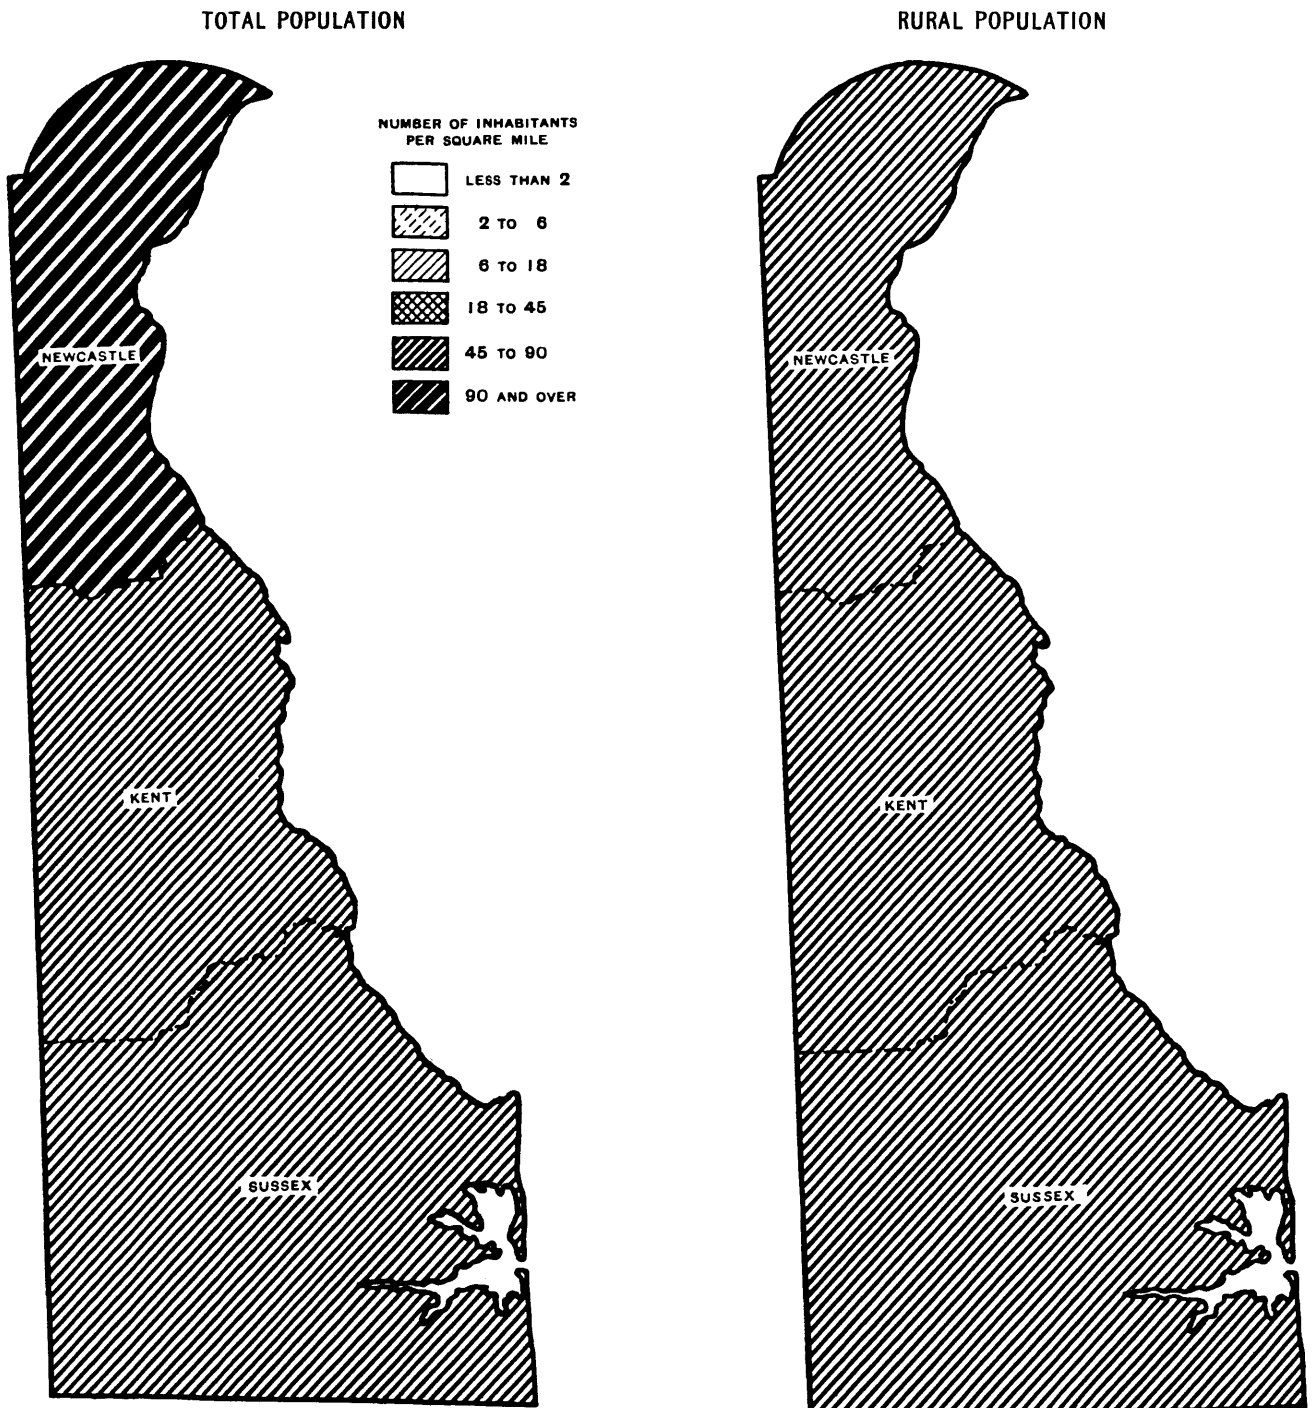 TOTAL POPULATION
RURAL POPULATION
NUMBER OF INHABITANTS
PER SQUARE MILE
LESS THAN 2
2 TO 6
6 TO 18
18 TO 45
45 TO 90
90 AND OVER
NEWCASTLE
NEWCASTLE
KENT
KENT
SUSSEX
SUSSEX